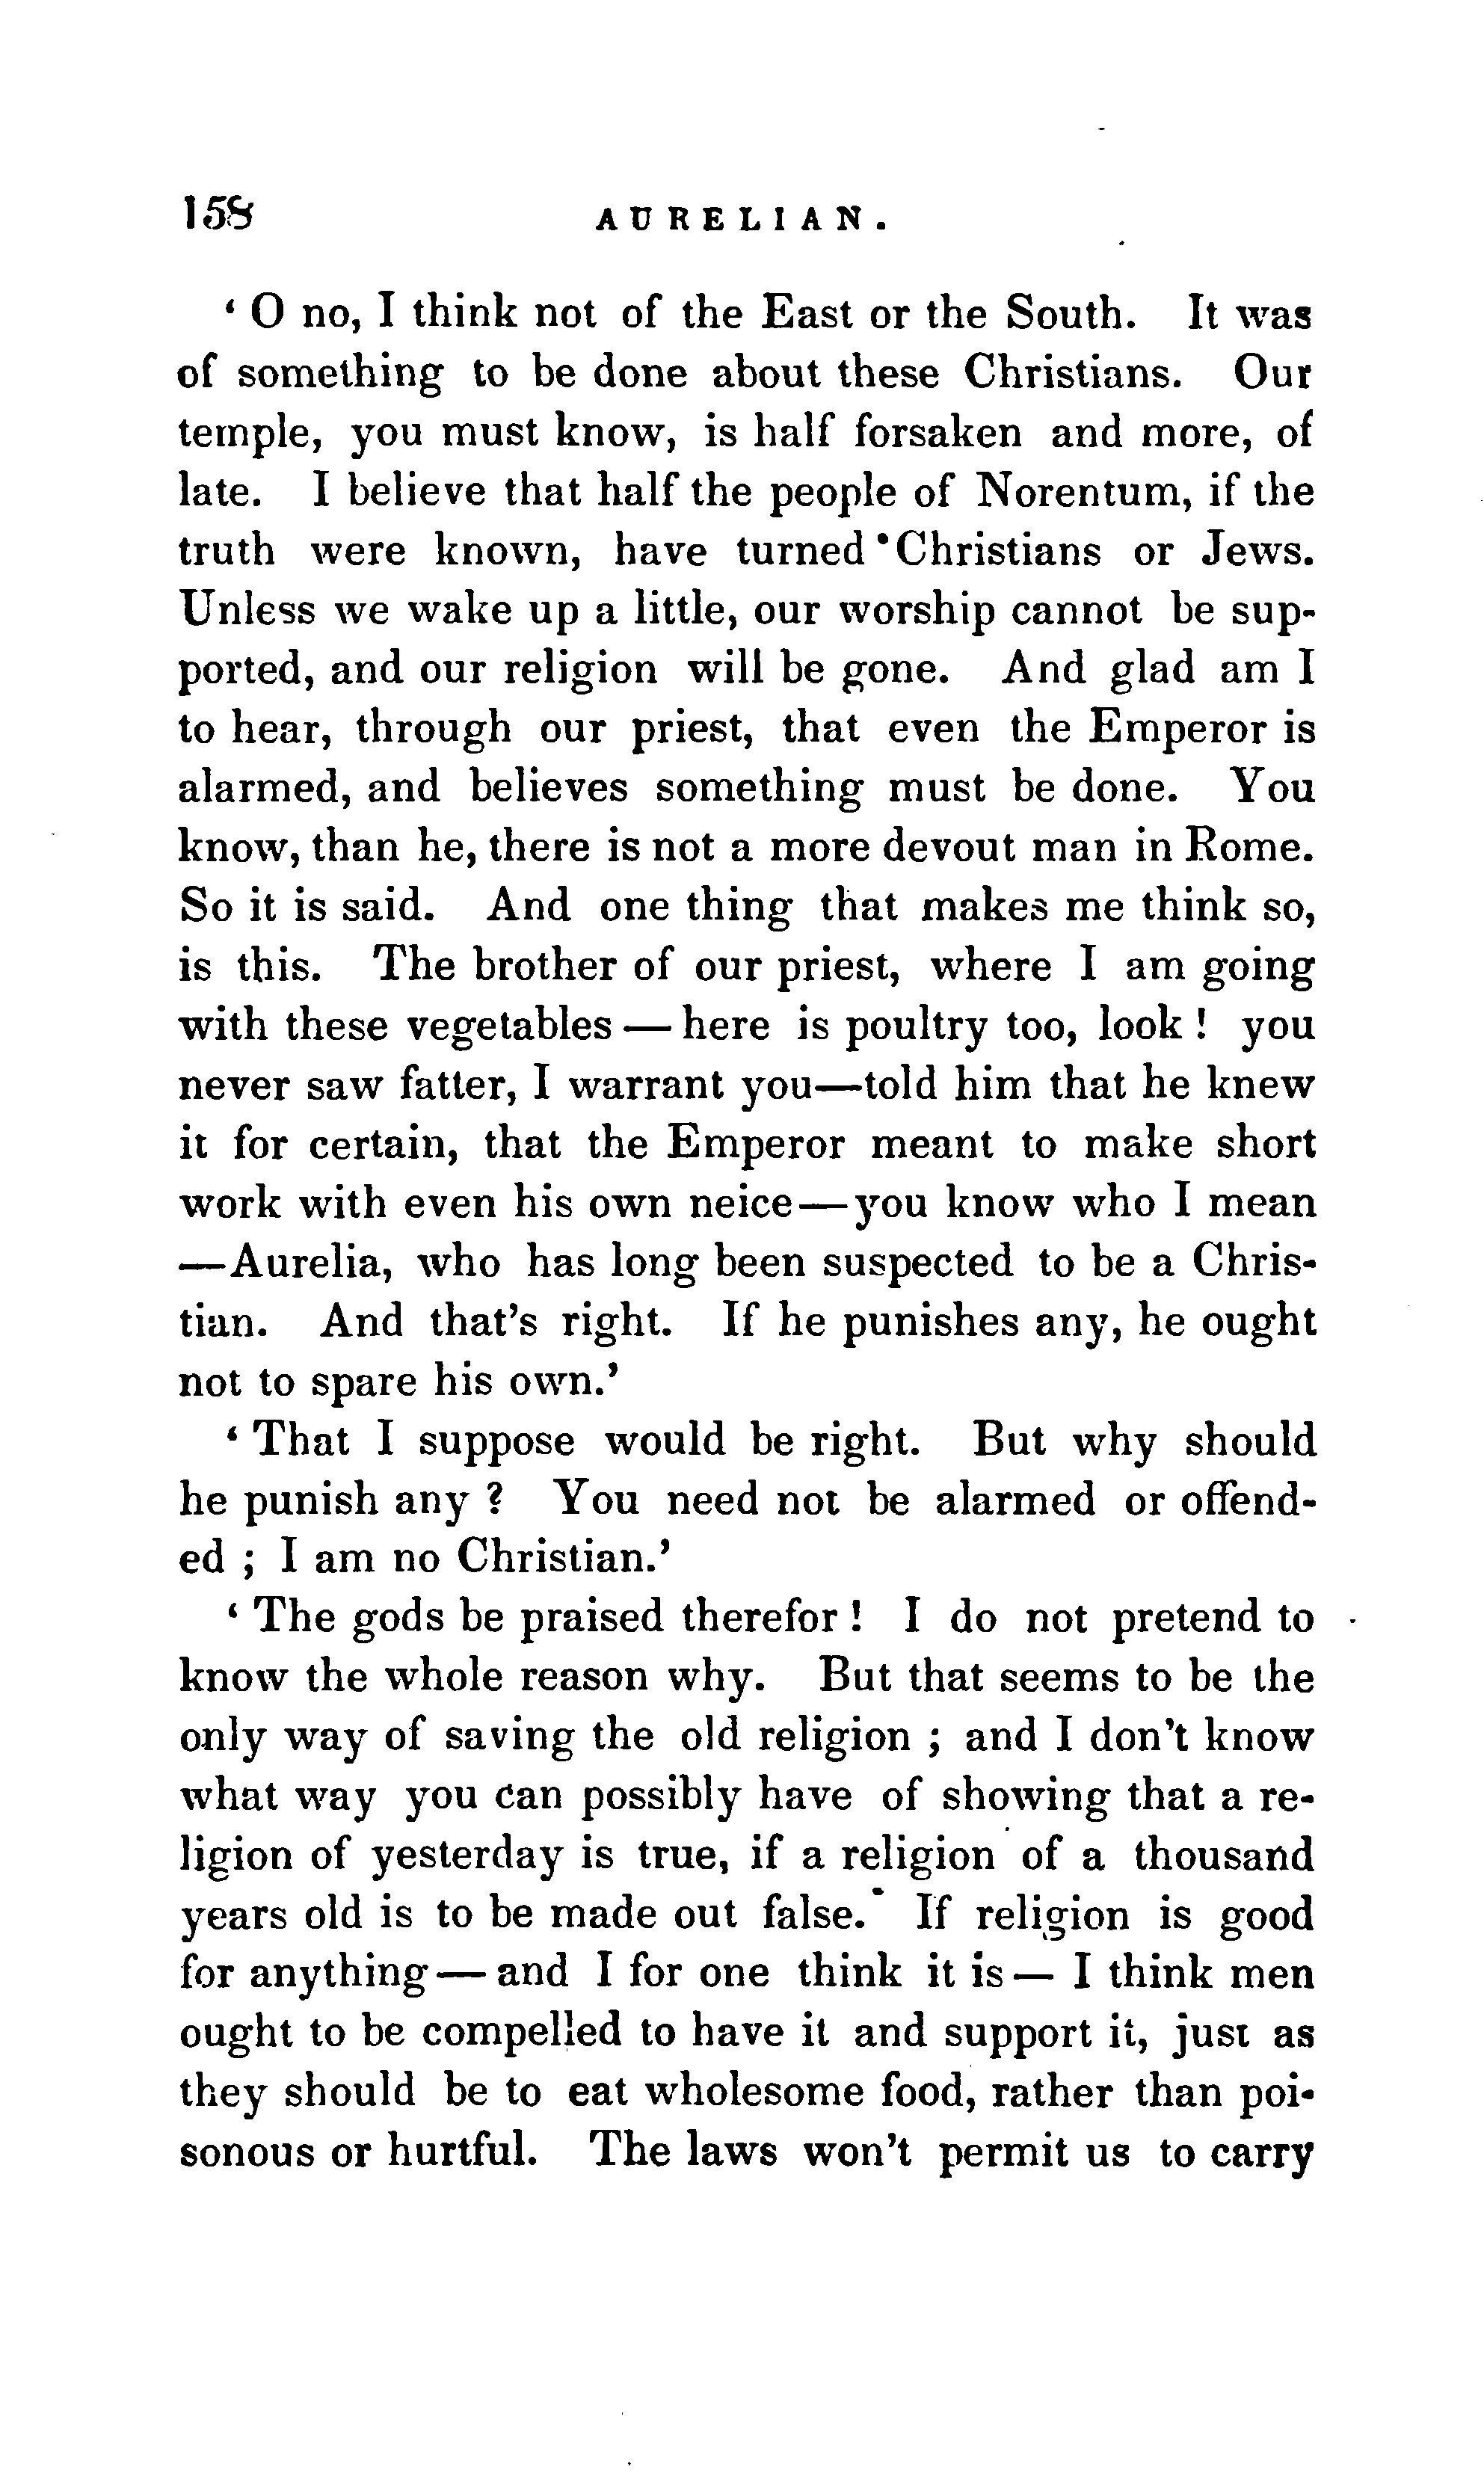 158 AURELIAN.
‘ O no, I think not of the East or the South. It was
of something to be done about these Christians. Our
temple, you must know, is half forsaken and more, of
late. I believe that half the people of Norentum, if the
truth were known, have turned Christians or Jews.
Unless we wake up a little, our worship cannot be sup-
ported, and our religion will be gone. And glad am I
to hear, through our priest, that even the Emperor is
alarmed, and believes something must be done. You
know, than he, there is not a more devout man in Rome.
So it is said. And one thing that makes me think so,
is this. The brother of our priest, where I am going
with these vegetables — here is poultry too, look ! you
never saw fatter, I warrant you—told him that he knew
it for certain, that the Emperor meant to make short
work with even his own neice—you know who I mean
—Aurelia, who has long been suspected to be a Chris-
tian. And that’s right. If he punishes any, he ought
not to spare his own.’
‘ That I suppose would be right. But why should
he punish any ? You need not be alarmed or offend-
ed ; I am no Christian.’
‘ The gods be praised therefor ! I do not pretend to
know the whole reason why. But that seems to be the
only way of saving the old religion ; and I don’t know
what way you can possibly have of showing that a re-
ligion of yesterday is true, if a religion of a thousand
years old is to be made out false. If religion is good
for anything — and I for one think it is — I think men
ought to be compelled to have it and support it, just as
they should be to eat wholesome food, rather than poi-
sonous or hurtful. The laws won’t permit us to carry